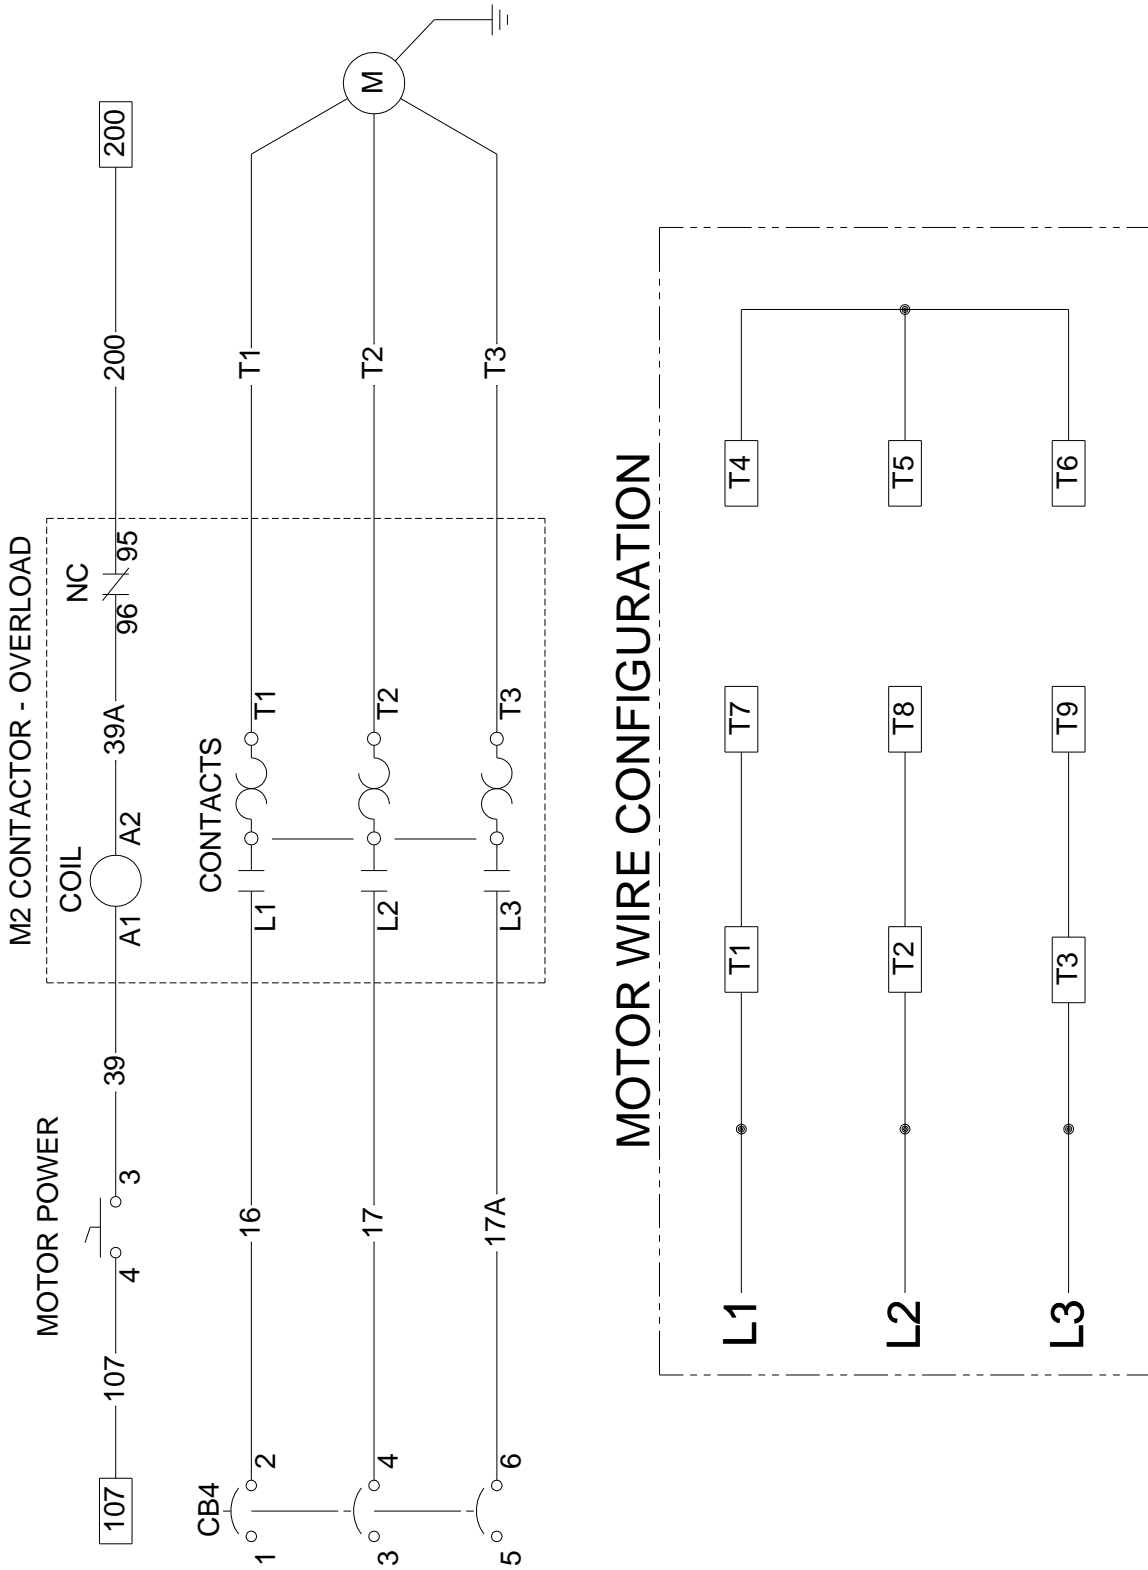 M2 CONTACTOR - OVERLOAD
MOTOR POWER
COIL
NC
107
107
4
3
39
A1
A2
39A
96
95
200
200
CB4
CONTACTS
1
2
16
L1
T1
T1
3
4
17
L2
T2
T2
M
5
6
17A
L3
T3
T3
MOTOR WIRE CONFIGURATION
L1
T1
T7
T4
L2
T2
T8
T5
L3
T3
T9
T6